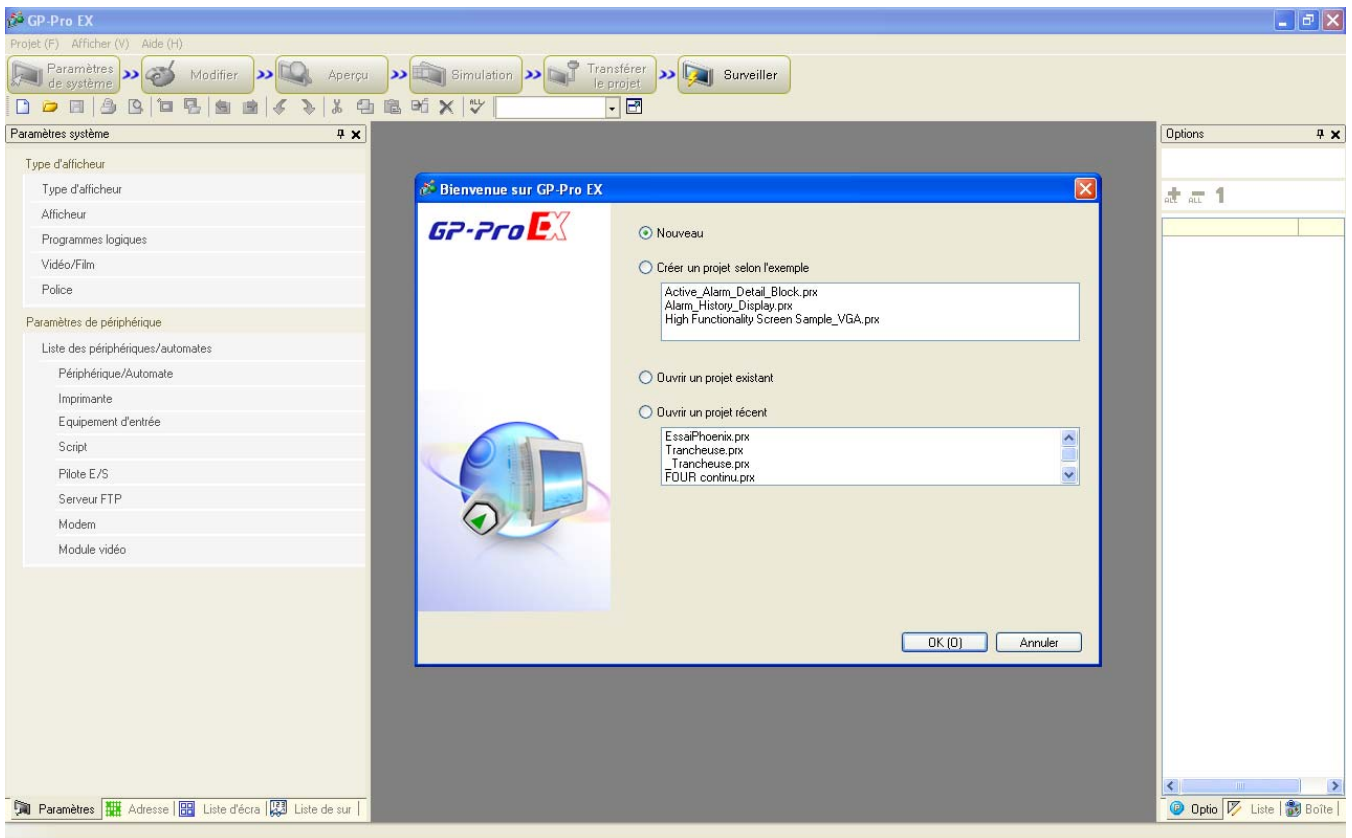 GP-Pro EX
Projet (F) Afficher (V) Aide (H)
Paramètres de système
Modifier
Aperçu
Simulation
Transférer le projet
Surveiller
Paramètres système
Type d'afficheur
Type d'afficheur
Afficheur
Programmes logiques
Vidéo/Film
Police
Paramètres de périphérique
Liste des périphériques/automates
Périphérique/Automate
Imprimante
Equipement d'entrée
Script
Pilote E/S
Serveur FTP
Modem
Module vidéo
Paramètres Adresse Liste d'écra Liste de sur
Bienvenue sur GP-Pro EX
GP-Pro EX
Nouveau
Créer un projet selon l'exemple
Active_Alarm_Detail_Block.prx
Alarm_History_Display.prx
High Functionality Screen Sample_VGA.prx
Ouvrir un projet existant
Ouvrir un projet récent
EssaiPhoenix.prx
Trancheuse.prx
_Trancheuse.prx
FOUR continu.prx
OK (O) Annuler
Options
ALL ALL 1
Optio Liste Boîte